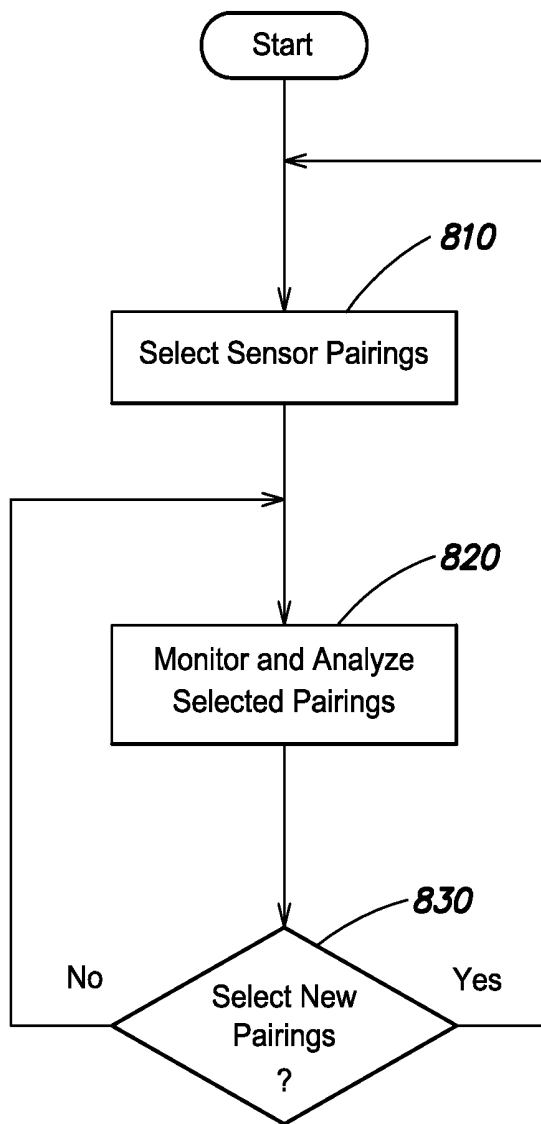 Start
810
Select Sensor Pairings
820
Monitor and Analyze
Selected Pairings
830
No
Yes
Select New
Pairings
?